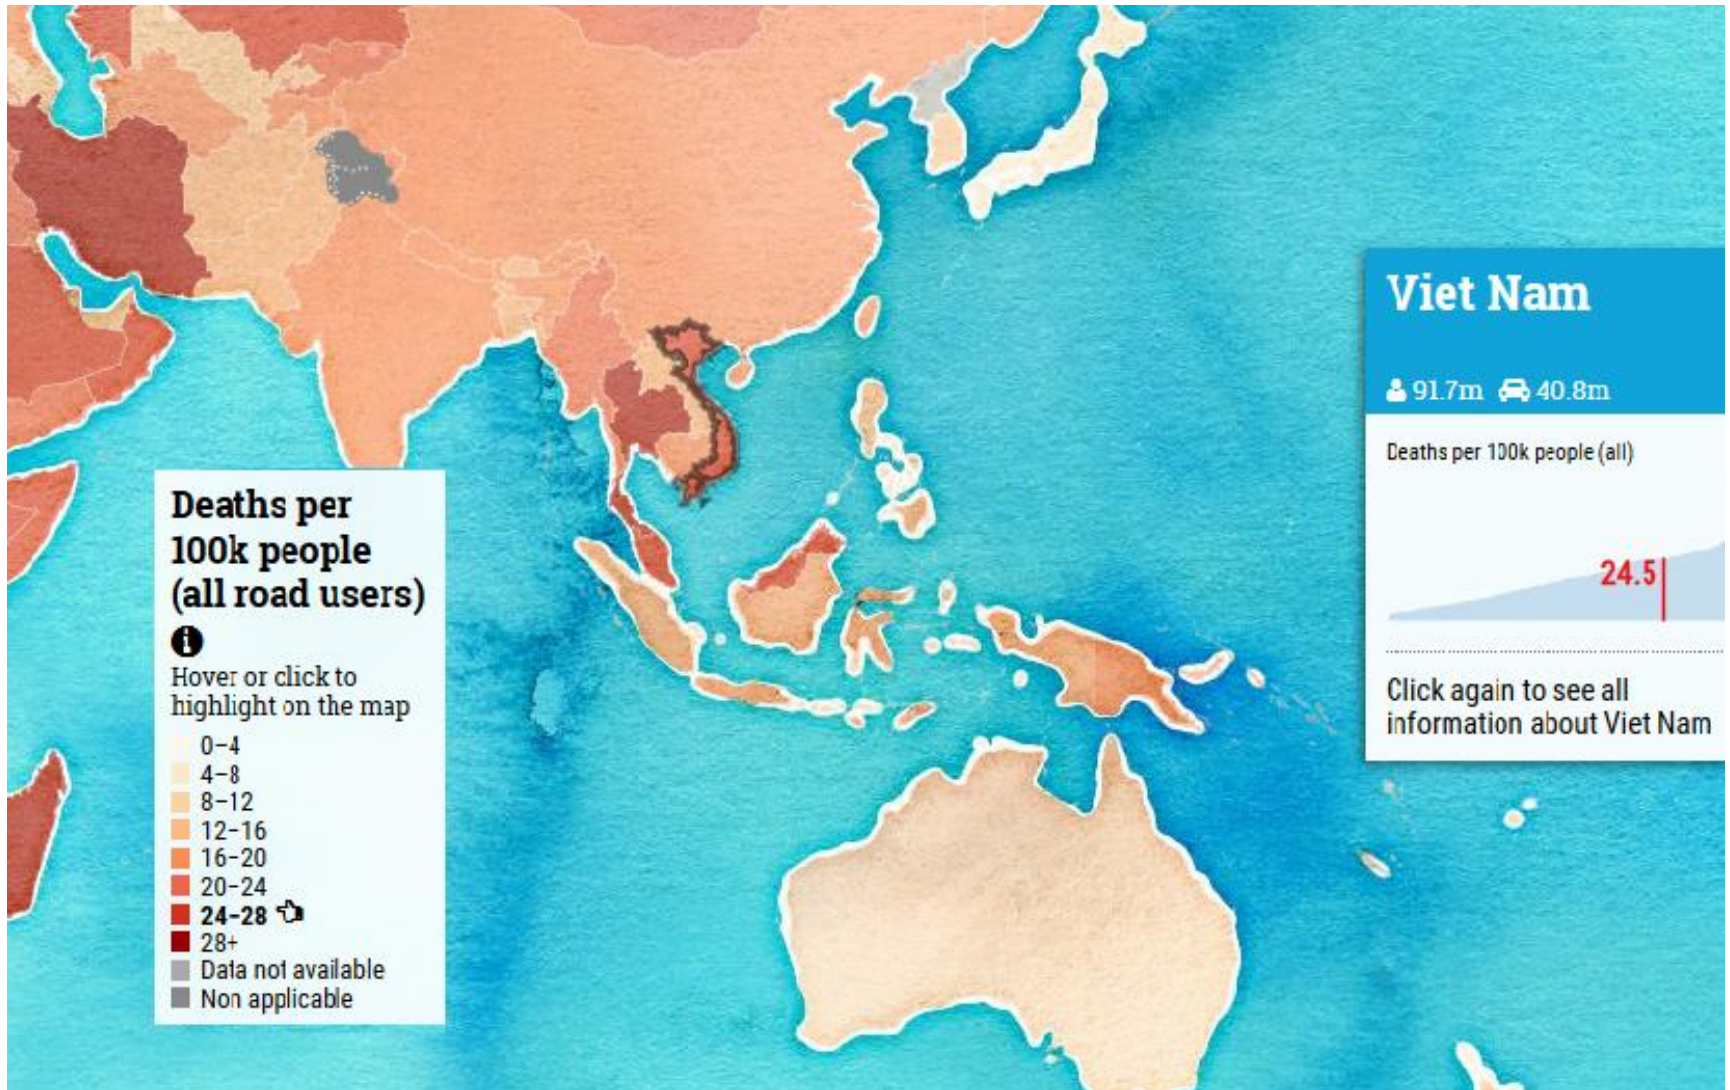 Deaths per
100k people
(all road users)
Hover or click to
highlight on the map
0–4
4–8
8–12
12–16
16–20
20–24
24–28
28+
Data not available
Non applicable
Viet Nam
91.7m 40.8m
Deaths per 100k people (all)
24.5
Click again to see all
information about Viet Nam